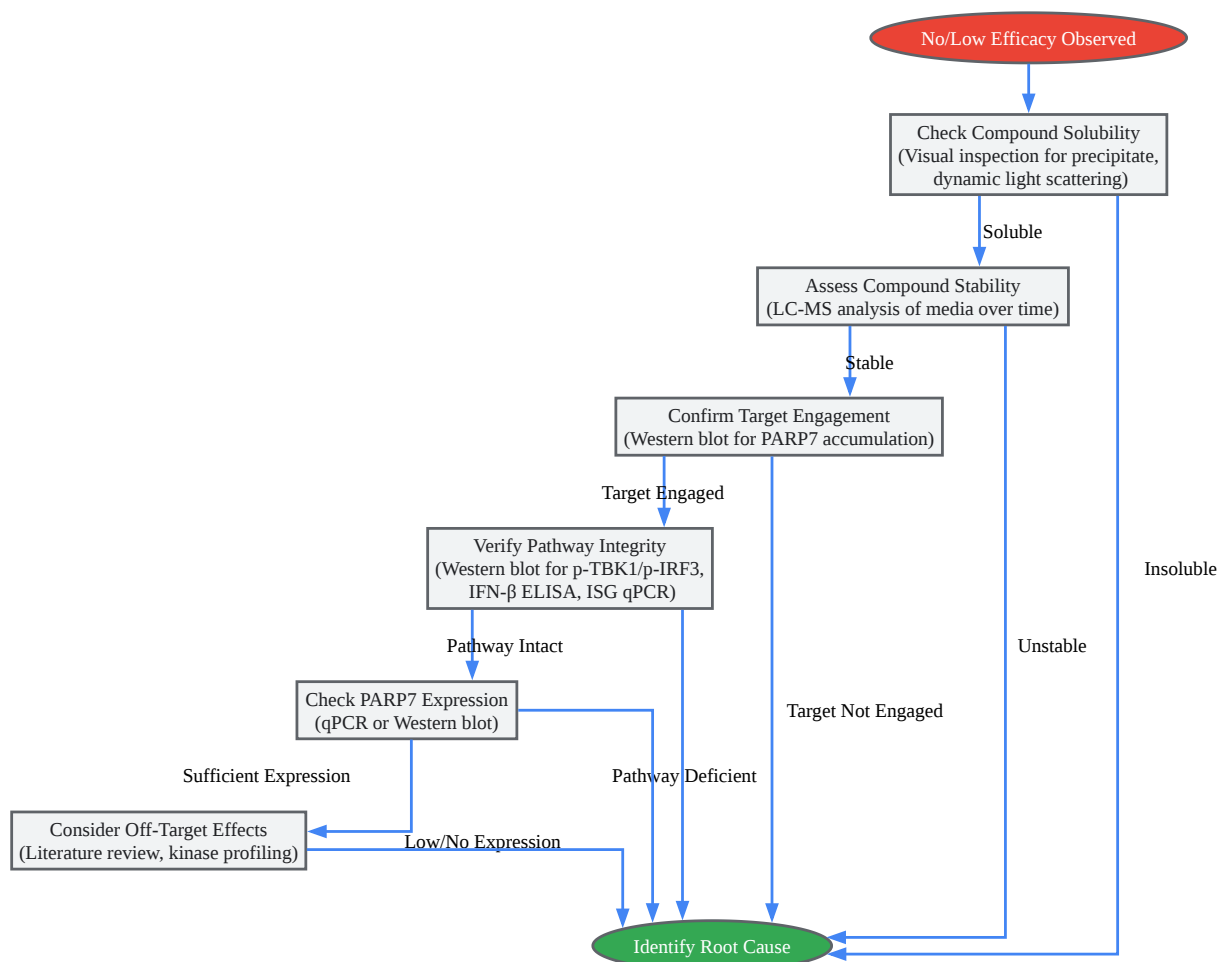 No/Low Efficacy Observed
Check Compound Solubility
(Visual inspection for precipitate,
dynamic light scattering)
Soluble
Assess Compound Stability
(LC-MS analysis of media over time)
Stable
Confirm Target Engagement
(Western blot for PARP7 accumulation)
Target Engaged
Verify Pathway Integrity
(Western blot for p-TBK1/p-IRF3,
IFN-β ELISA, ISG qPCR)
Insoluble
Pathway Intact
Unstable
Check PARP7 Expression
(qPCR or Western blot)
Target Not Engaged
Sufficient Expression
Pathway Deficient
Consider Off-Target Effects
(Literature review, kinase profiling)
Low/No Expression
Identify Root Cause